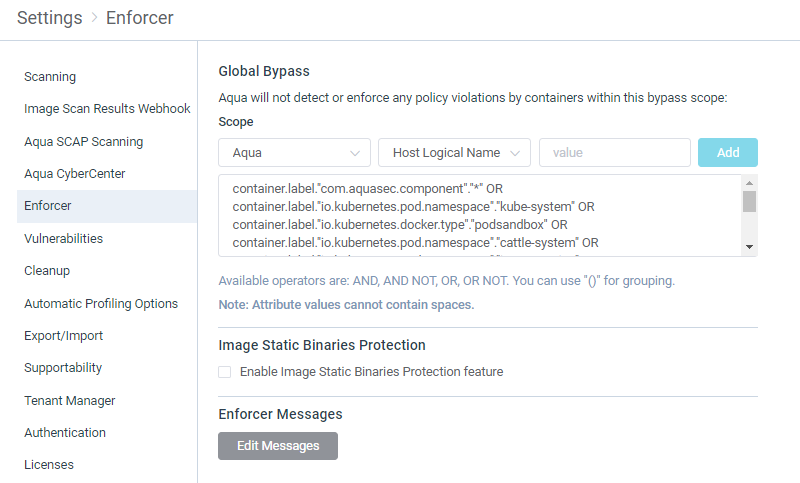 Settings > Enforcer
Scanning
Image Scan Results Webhook
Aqua SCAP Scanning
Aqua CyberCenter
Enforcer
Vulnerabilities
Cleanup
Automatic Profiling Options
Export/Import
Supportability
Tenant Manager
Authentication
Licenses
Global Bypass
Aqua will not detect or enforce any policy violations by containers within this bypass scope:
Scope
Aqua
Host Logical Name
value
Add
container.label."com.aquasec.component"."*" OR
container.label."io.kubernetes.pod.namespace"."kube-system" OR
container.label."io.kubernetes.docker.type"."podsandbox" OR
container.label."io.kubernetes.pod.namespace"."cattle-system" OR
Available operators are: AND, AND NOT, OR, OR NOT. You can use "()" for grouping.
Note: Attribute values cannot contain spaces.
Image Static Binaries Protection
Enable Image Static Binaries Protection feature
Enforcer Messages
Edit Messages